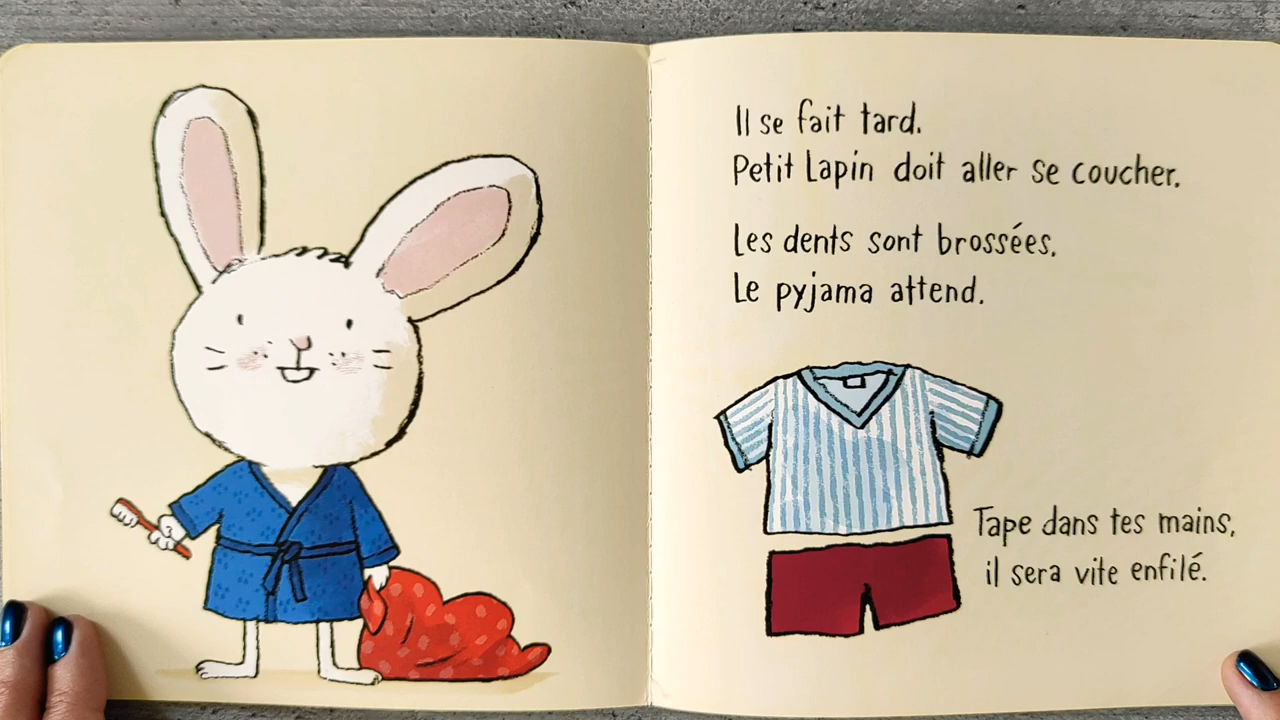 Il se fait tard.
Petit Lapin doit aller se coucher.
Les dents sont brossées.
Le pyjama attend.
Tape dans tes mains,
il sera vite enfilé.